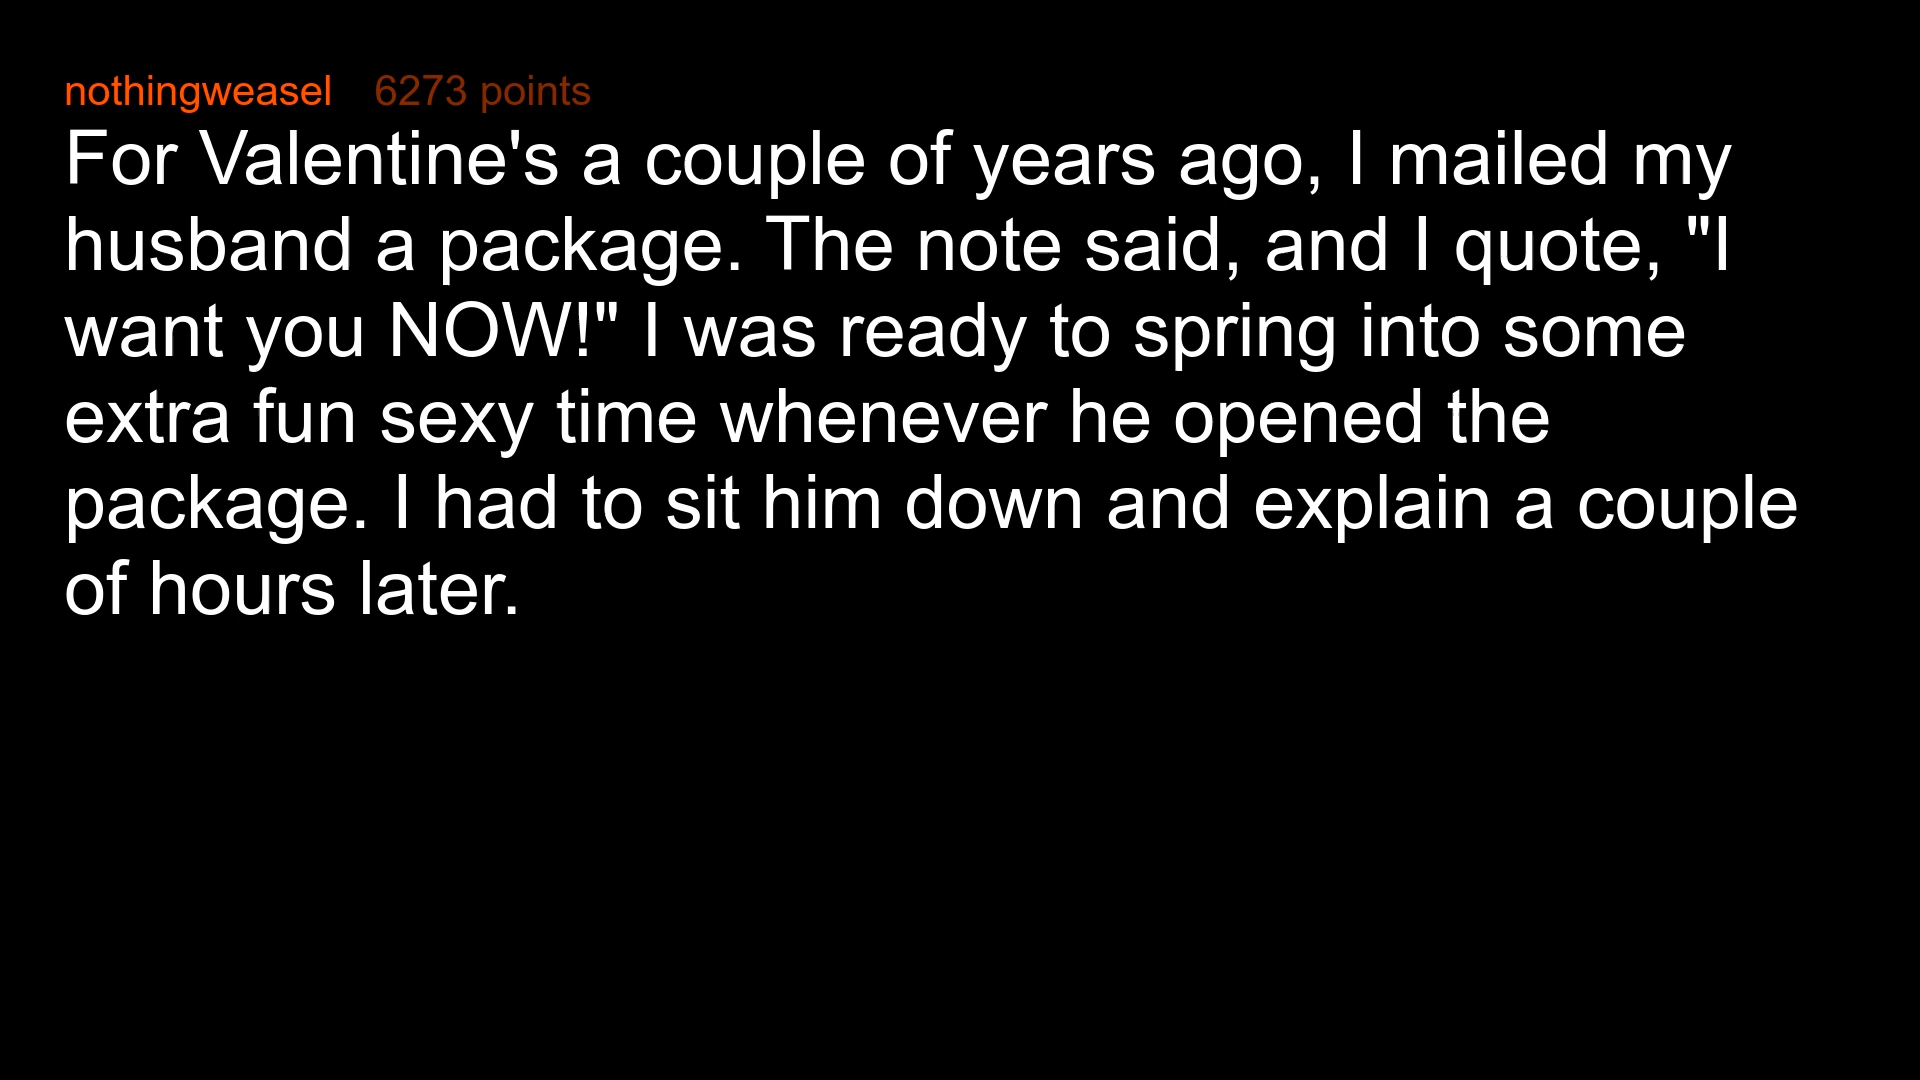 nothingweasel 6273 points
For Valentine's a couple of years ago, I mailed my
husband a package. The note said, and I quote, "I
want you NOW!" I was ready to spring into some
extra fun sexy time whenever he opened the
package. I had to sit him down and explain a couple
of hours later.